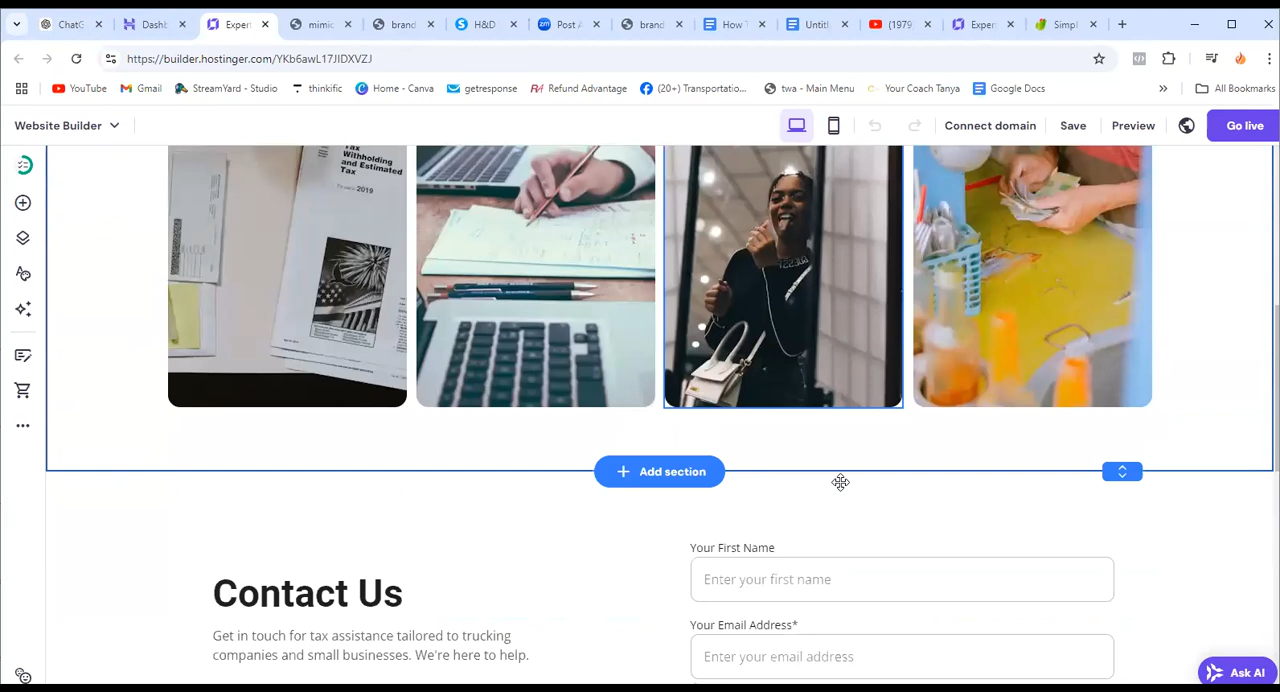 ChatG
Dashb
Expert
mimic
brand
H&D
Post A
brand
How T
Untitl
(1979
Exper
Simpl
https://builder.hostinger.com/YKb6awL17JIDXVZJ
YouTube
Gmail
StreamYard - Studio
thinkific
Home - Canva
getresponse
Refund Advantage
(20+) Transportatio...
twa - Main Menu
Your Coach Tanya
Google Docs
»
All Bookmarks
Website Builder
Connect domain
Save
Preview
Go live
Tax
Withholding
and Estimated
Tax
2019
+ Add section
Your First Name
Enter your first name
Contact Us
Get in touch for tax assistance tailored to trucking
companies and small businesses. We're here to help.
Your Email Address*
Enter your email address
Ask AI